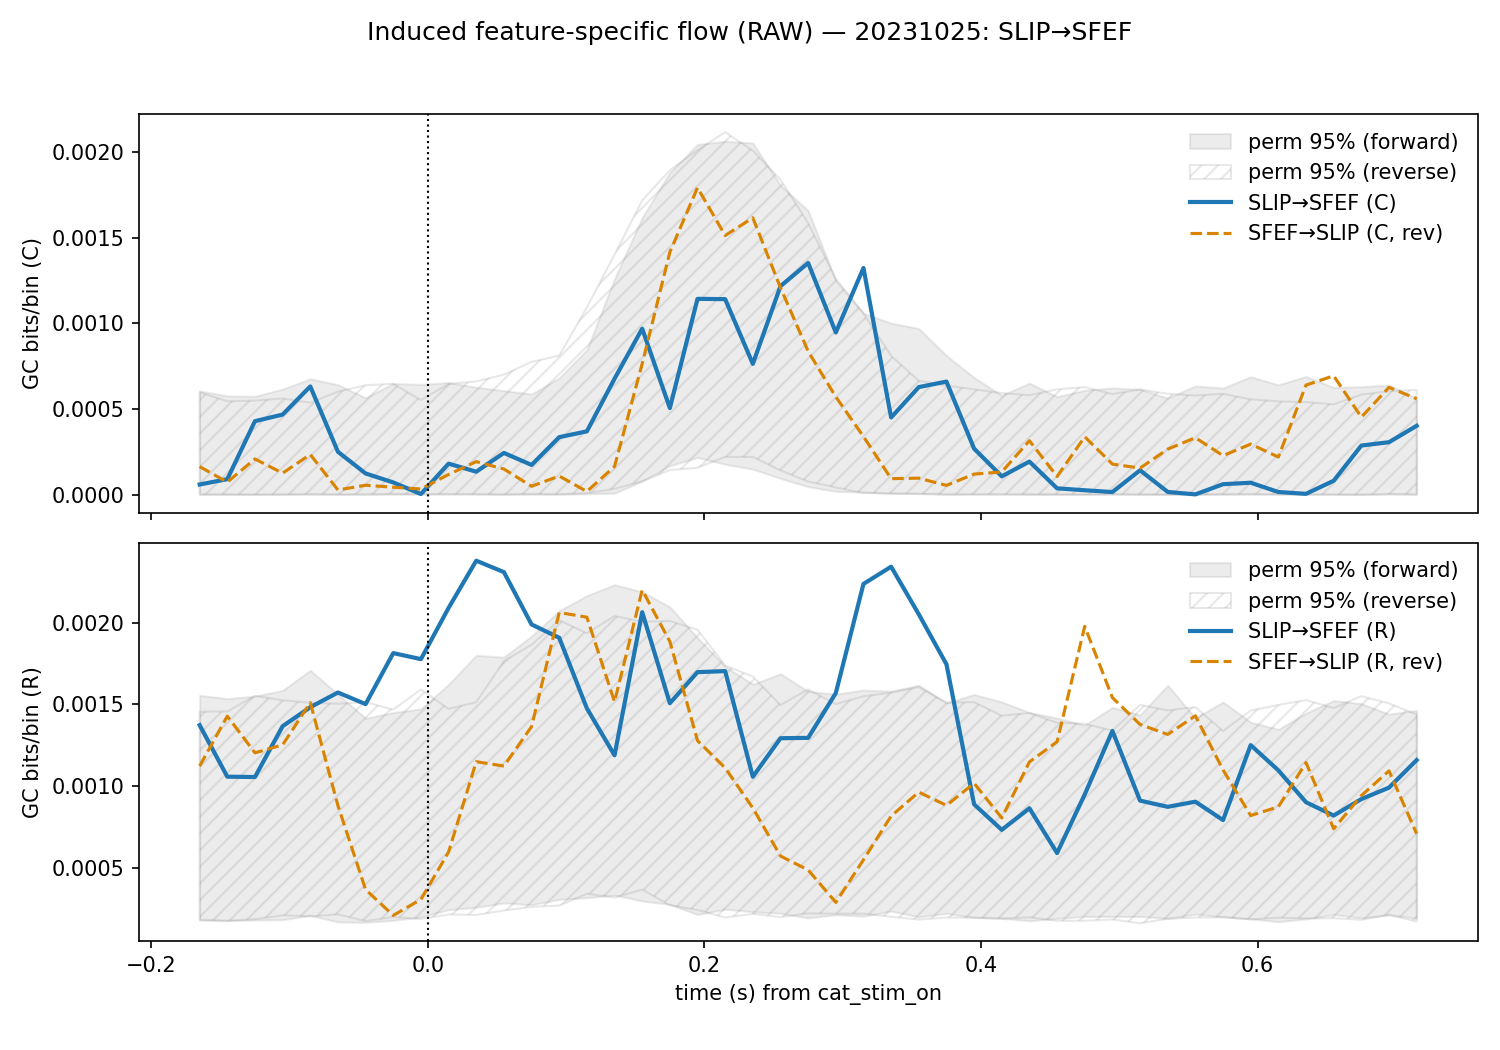 Induced feature-specific flow (RAW) — 20231025: SLIP→SFEF
GC bits/bin (C)
0.0020
0.0015
0.0010
0.0005
0.0000
perm 95% (forward)
perm 95% (reverse)
SLIP→SFEF (C)
SFEF→SLIP (C, rev)
GC bits/bin (R)
0.0020
0.0015
0.0010
0.0005
perm 95% (forward)
perm 95% (reverse)
SLIP→SFEF (R)
SFEF→SLIP (R, rev)
−0.2 0.0 0.2 0.4 0.6
time (s) from cat_stim_on